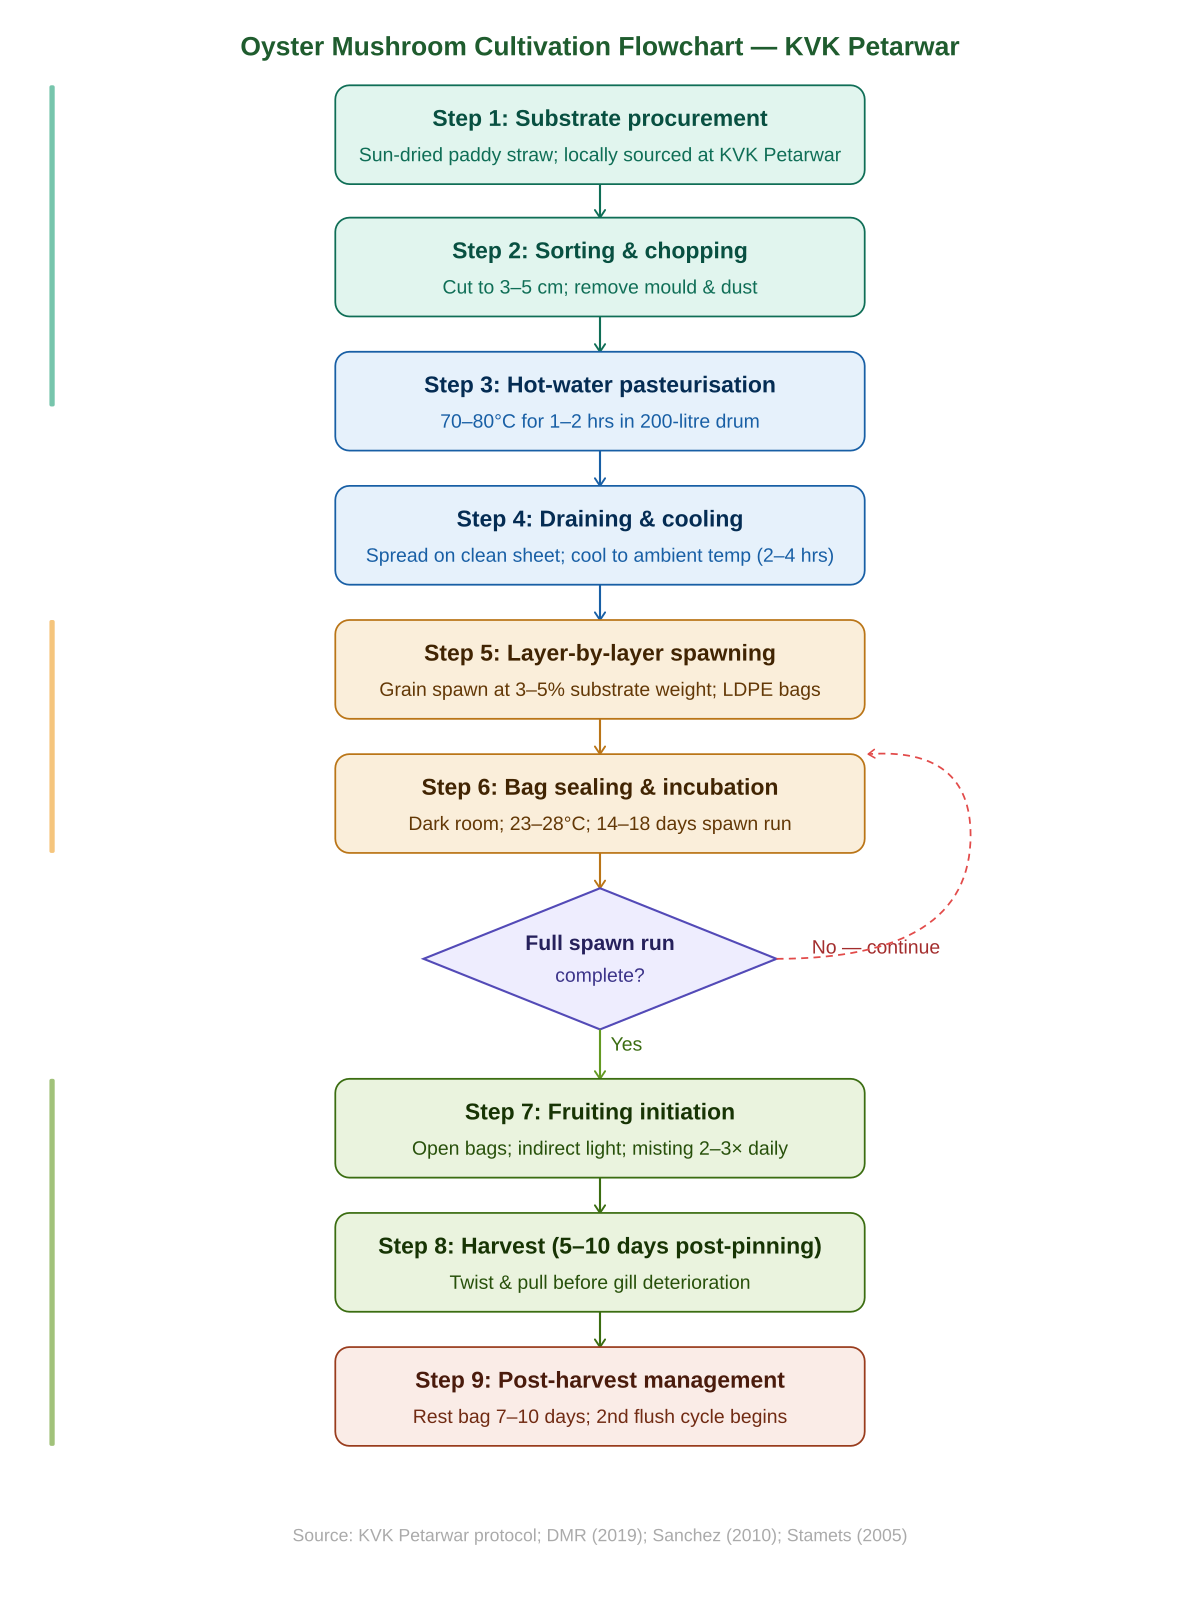 Oyster Mushroom Cultivation Flowchart — KVK Petarwar
Step 1: Substrate procurement
Sun-dried paddy straw; locally sourced at KVK Petarwar
Step 2: Sorting & chopping
Cut to 3–5 cm; remove mould & dust
Step 3: Hot-water pasteurisation
70–80°C for 1–2 hrs in 200-litre drum
Step 4: Draining & cooling
Spread on clean sheet; cool to ambient temp (2–4 hrs)
Step 5: Layer-by-layer spawning
Grain spawn at 3–5% substrate weight; LDPE bags
Step 6: Bag sealing & incubation
Dark room; 23–28°C; 14–18 days spawn run
Full spawn run
complete?
No — continue
Yes
Step 7: Fruiting initiation
Open bags; indirect light; misting 2–3× daily
Step 8: Harvest (5–10 days post-pinning)
Twist & pull before gill deterioration
Step 9: Post-harvest management
Rest bag 7–10 days; 2nd flush cycle begins
Source: KVK Petarwar protocol; DMR (2019); Sanchez (2010); Stamets (2005)